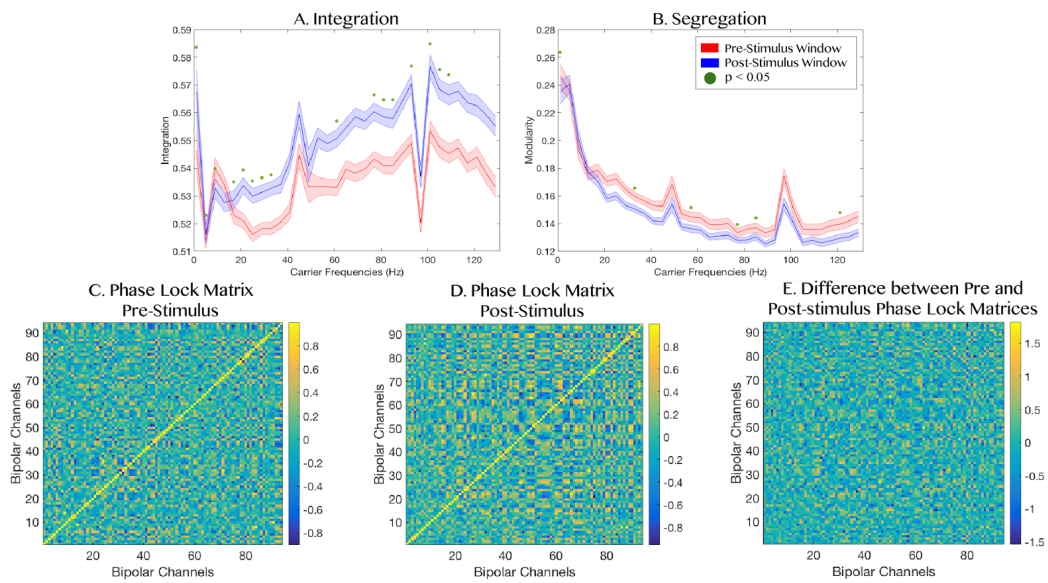 A. Integration
B. Segregation
0.59
0.58
0.57
0.56
0.55
0.54
0.53
0.52
0.51
Integration
0 20 40 60 80 100 120
Carrier Frequencies (Hz)
0.28
0.26
0.24
0.22
0.2
0.18
0.16
0.14
0.12
Modularity
0 20 40 60 80 100 120
Carrier Frequencies (Hz)
Pre-Stimulus Window
Post-Stimulus Window
p < 0.05
C. Phase Lock Matrix
Pre-Stimulus
90
80
70
60
50
40
30
20
10
Bipolar Channels
20 40 60 80
Bipolar Channels
0.8
0.6
0.4
0.2
0
-0.2
-0.4
-0.6
-0.8
D. Phase Lock Matrix
Post-Stimulus
90
80
70
60
50
40
30
20
10
Bipolar Channels
20 40 60 80
Bipolar Channels
0.8
0.6
0.4
0.2
0
-0.2
-0.4
-0.6
-0.8
E. Difference between Pre and
Post-stimulus Phase Lock Matrices
90
80
70
60
50
40
30
20
10
Bipolar Channels
20 40 60 80
Bipolar Channels
1.5
1
0.5
0
-0.5
-1
-1.5